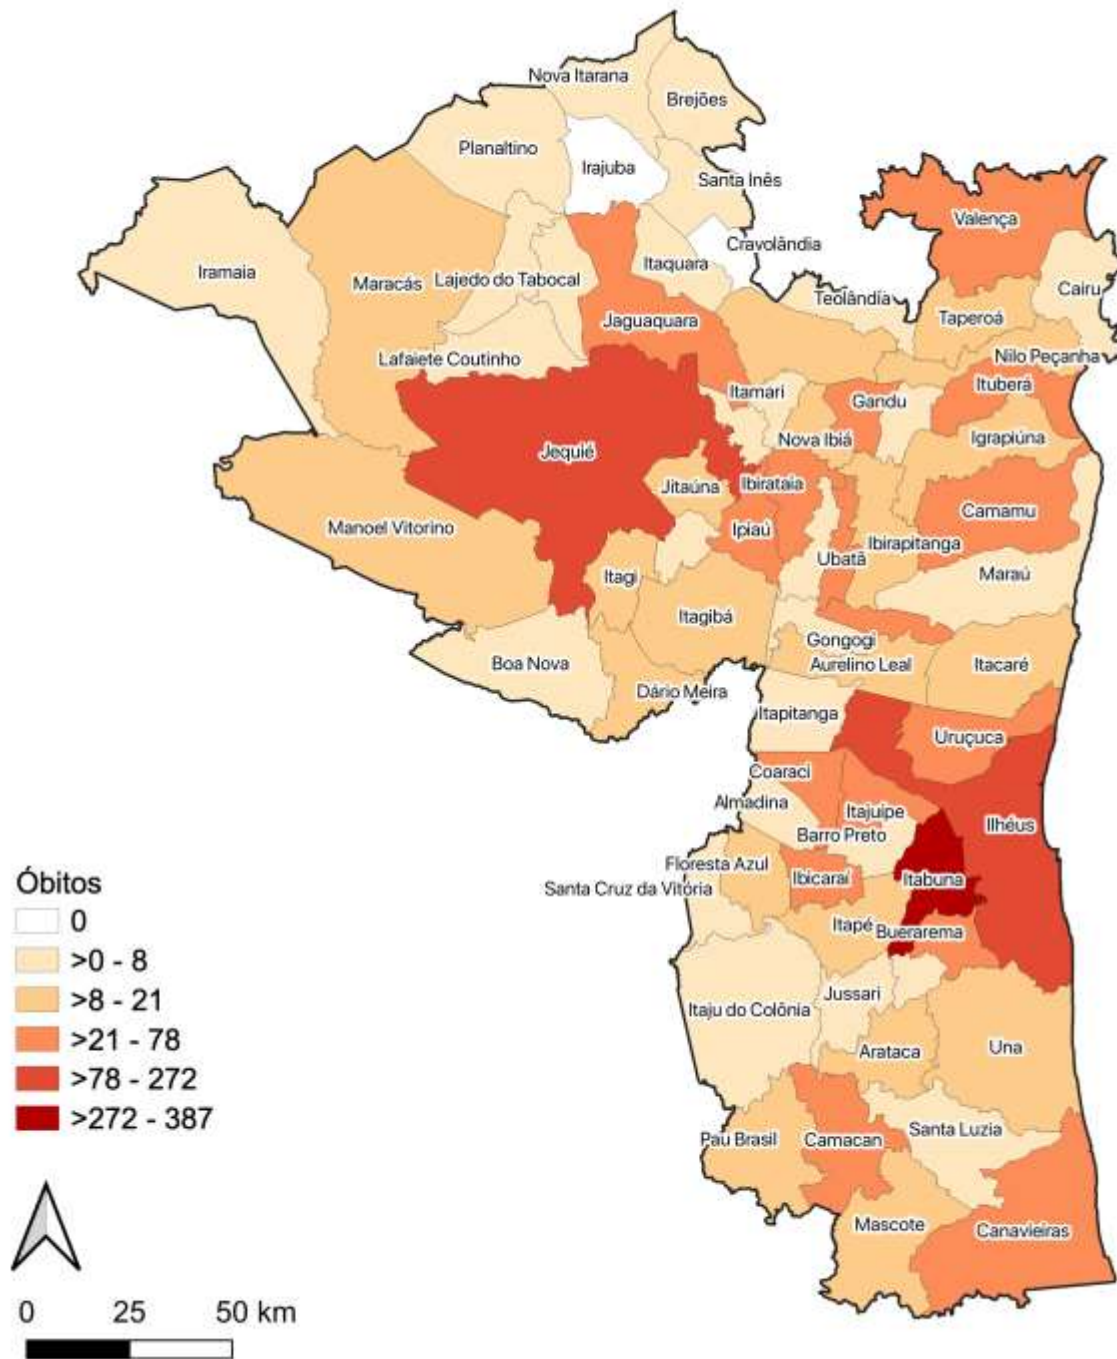 Nova Itarana
Brejões
Planaltino
Irajuba
Santa Inês
Valença
Cravolândia
Iramaia
Maracás
Lajedo do Tabocal
Itaquara
Teolândia
Cairu
Taperoá
Jaguaquara
Lafaiete Coutinho
Nilo Peçanha
Itamari
Gandu
Ituberá
Nova Ibiá
Igrapiúna
Jequié
Jitaúna
Ibirataia
Manoel Vitorino
Ipiaú
Camamu
Ibirapitanga
Ubatã
Maraú
Itagi
Itagibá
Gongogi
Boa Nova
Aurelino Leal
Itacaré
Dário Meira
Itapitanga
Uruçuca
Coaraci
Almadina
Itajuipe
Ilhéus
Barro Preto
Floresta Azul
Ibicaraí
Itabuna
Santa Cruz da Vitória
Itapé
Buerarema
Jussari
Itaju do Colônia
Una
Arataca
Santa Luzia
Pau Brasil
Camacan
Mascote
Canavieiras
Óbitos
0
>0 - 8
>8 - 21
>21 - 78
>78 - 272
>272 - 387
0 25 50 km